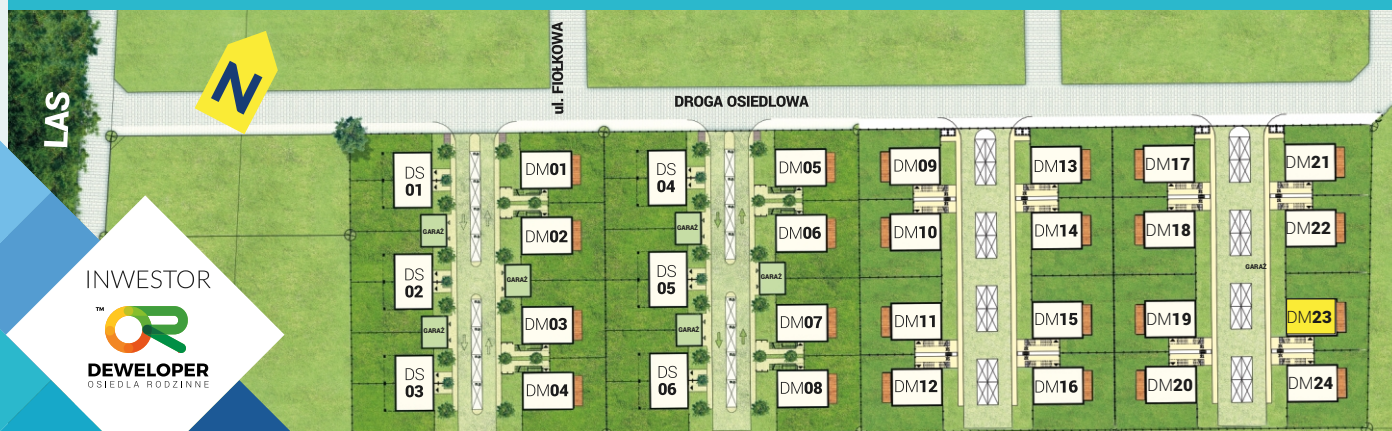 LAS
N
ul. FIOŁKOWA
DROGA OSIEDLOWA
DS
01
DM01
DS
04
DM05
DM09
DM13
DM17
DM21
GARAŻ
DM02
GARAŻ
DM06
DM10
DM14
DM18
DM22
DS
02
GARAŻ
DS
05
GARAŻ
GARAŻ
GARAŻ
DM03
GARAŻ
DM07
DM11
DM15
DM19
DM23
DS
03
DM04
DS
06
DM08
DM12
DM16
DM20
DM24
INWESTOR
™
OR
DEWELOPER
OSIEDLA RODZINNE